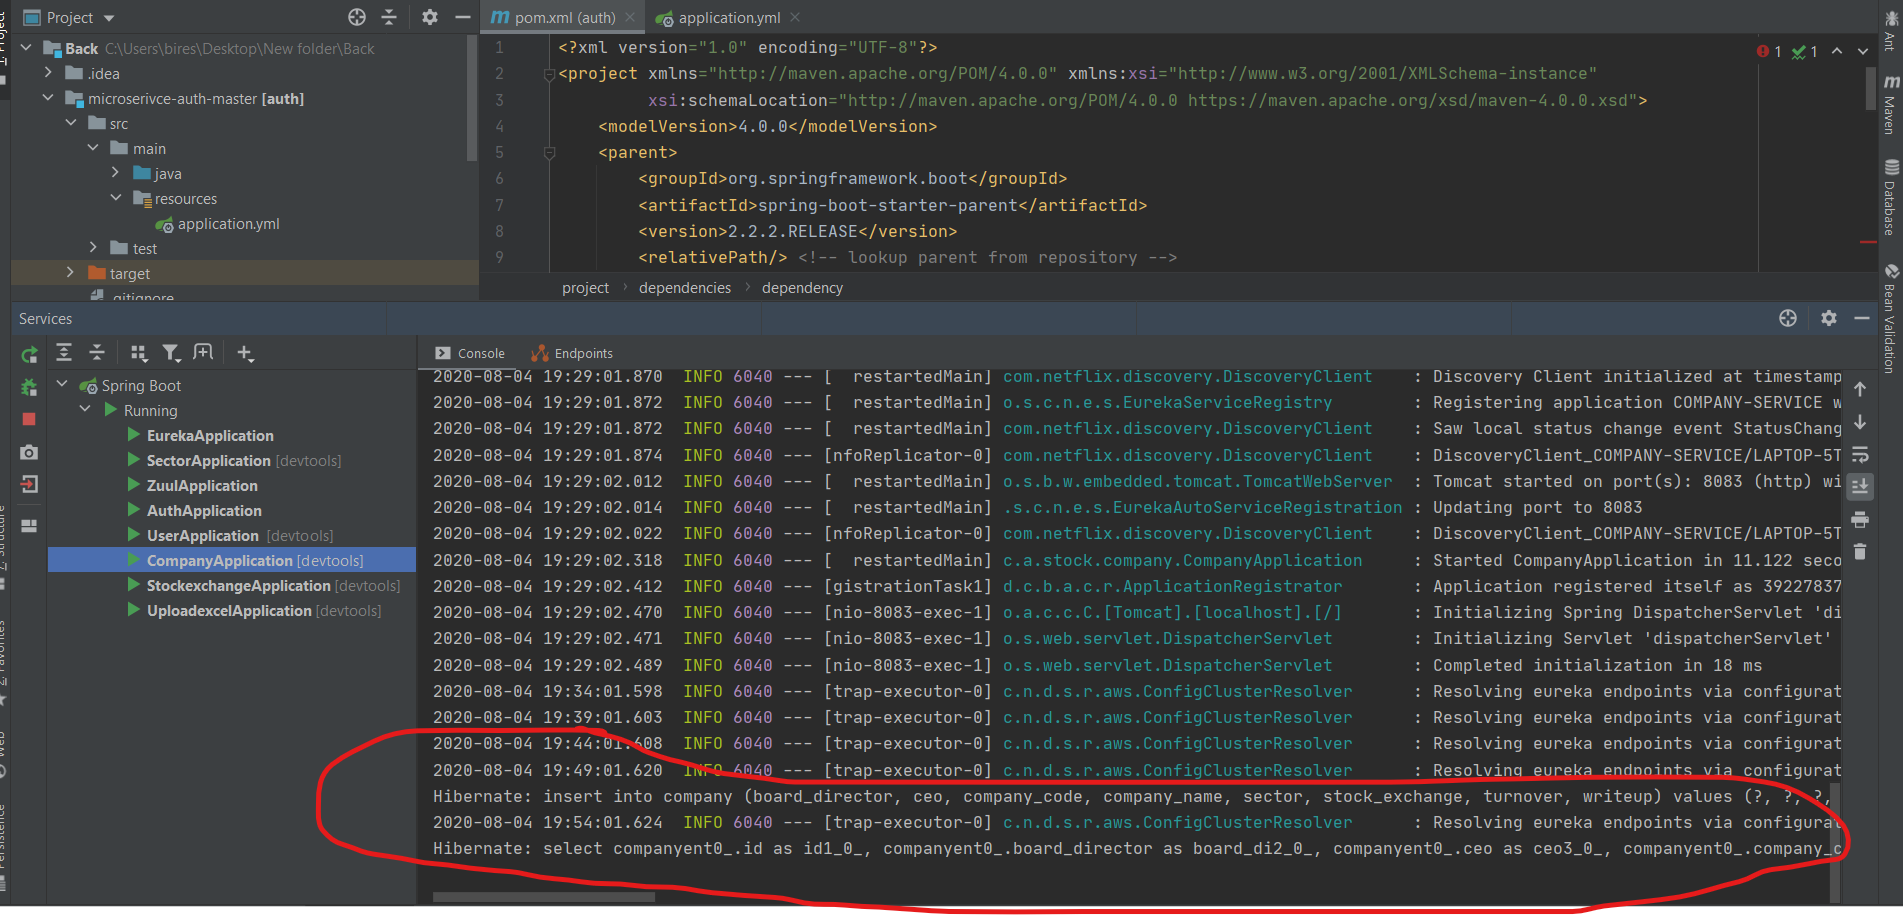 Project
pom.xml (auth)
application.yml
Back C:\Users\bires\Desktop\New folder\Back
.idea
microserivce-auth-master [auth]
src
main
java
resources
application.yml
test
target
.gitignore
1 <?xml version="1.0" encoding="UTF-8"?>
2 <project xmlns="http://maven.apache.org/POM/4.0.0" xmlns:xsi="http://www.w3.org/2001/XMLSchema-instance"
3 xsi:schemaLocation="http://maven.apache.org/POM/4.0.0 https://maven.apache.org/xsd/maven-4.0.0.xsd">
4 <modelVersion>4.0.0</modelVersion>
5 <parent>
6 <groupId>org.springframework.boot</groupId>
7 <artifactId>spring-boot-starter-parent</artifactId>
8 <version>2.2.2.RELEASE</version>
9 <relativePath/> <!-- lookup parent from repository -->
1 1
project › dependencies › dependency
Ant
Maven
Database
Bean Validation
Project
Structure
Favorites
Web
Persistence
Services
Spring Boot
Running
EurekaApplication
SectorApplication [devtools]
ZuulApplication
AuthApplication
UserApplication [devtools]
CompanyApplication [devtools]
StockexchangeApplication [devtools]
UploadexcelApplication [devtools]
Console
Endpoints
2020-08-04 19:29:01.870 INFO 6040 --- [ restartedMain] com.netflix.discovery.DiscoveryClient : Discovery Client initialized at timestamp
2020-08-04 19:29:01.872 INFO 6040 --- [ restartedMain] o.s.c.n.e.s.EurekaServiceRegistry : Registering application COMPANY-SERVICE w
2020-08-04 19:29:01.872 INFO 6040 --- [ restartedMain] com.netflix.discovery.DiscoveryClient : Saw local status change event StatusChang
2020-08-04 19:29:01.874 INFO 6040 --- [nfoReplicator-0] com.netflix.discovery.DiscoveryClient : DiscoveryClient_COMPANY-SERVICE/LAPTOP-5T
2020-08-04 19:29:02.012 INFO 6040 --- [ restartedMain] o.s.b.w.embedded.tomcat.TomcatWebServer : Tomcat started on port(s): 8083 (http) wi
2020-08-04 19:29:02.014 INFO 6040 --- [ restartedMain] .s.c.n.e.s.EurekaAutoServiceRegistration : Updating port to 8083
2020-08-04 19:29:02.022 INFO 6040 --- [nfoReplicator-0] com.netflix.discovery.DiscoveryClient : DiscoveryClient_COMPANY-SERVICE/LAPTOP-5T
2020-08-04 19:29:02.318 INFO 6040 --- [ restartedMain] c.a.stock.company.CompanyApplication : Started CompanyApplication in 11.122 seco
2020-08-04 19:29:02.412 INFO 6040 --- [gistrationTask1] d.c.b.a.c.r.ApplicationRegistrator : Application registered itself as 39227837
2020-08-04 19:29:02.470 INFO 6040 --- [nio-8083-exec-1] o.a.c.c.C.[Tomcat].[localhost].[/] : Initializing Spring DispatcherServlet 'di
2020-08-04 19:29:02.471 INFO 6040 --- [nio-8083-exec-1] o.s.web.servlet.DispatcherServlet : Initializing Servlet 'dispatcherServlet'
2020-08-04 19:29:02.489 INFO 6040 --- [nio-8083-exec-1] o.s.web.servlet.DispatcherServlet : Completed initialization in 18 ms
2020-08-04 19:34:01.598 INFO 6040 --- [trap-executor-0] c.n.d.s.r.aws.ConfigClusterResolver : Resolving eureka endpoints via configurat
2020-08-04 19:39:01.603 INFO 6040 --- [trap-executor-0] c.n.d.s.r.aws.ConfigClusterResolver : Resolving eureka endpoints via configurat
2020-08-04 19:44:01.608 INFO 6040 --- [trap-executor-0] c.n.d.s.r.aws.ConfigClusterResolver : Resolving eureka endpoints via configurat
2020-08-04 19:49:01.620 INFO 6040 --- [trap-executor-0] c.n.d.s.r.aws.ConfigClusterResolver : Resolving eureka endpoints via configurat
Hibernate: insert into company (board_director, ceo, company_code, company_name, sector, stock_exchange, turnover, writeup) values (?, ?, ?,
2020-08-04 19:54:01.624 INFO 6040 --- [trap-executor-0] c.n.d.s.r.aws.ConfigClusterResolver : Resolving eureka endpoints via configurat
Hibernate: select companyent0_.id as id1_0_, companyent0_.board_director as board_di2_0_, companyent0_.ceo as ceo3_0_, companyent0_.company_c